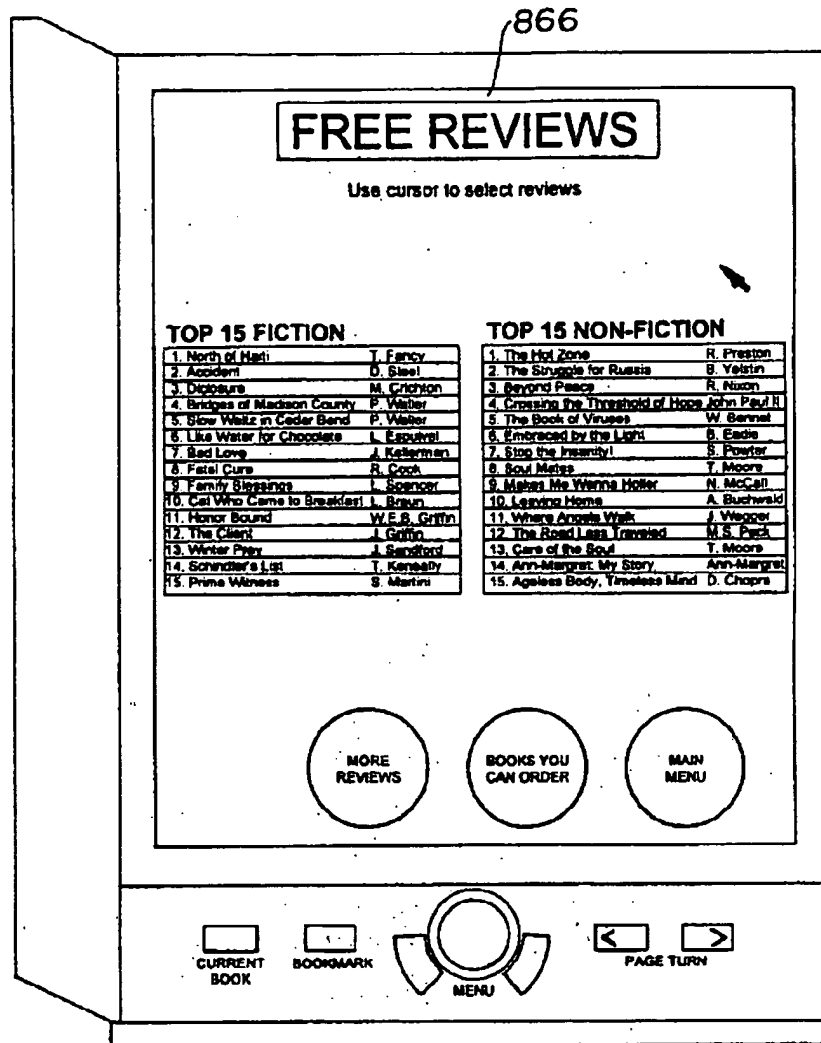 866
FREE REVIEWS
Use cursor to select reviews
TOP 15 FICTION
1. North of Haiti T. Fancy
2. Accident D. Steel
3. Diclosure M. Crichton
4. Bridges of Madison County P. Waller
5. Slow Waltz in Cedar Bend P. Waller
6. Like Water for Chocolate L. Esquivel
7. Bad Love J. Kellerman
8. Fatal Cure R. Cook
9. Family Blessings L. Spencer
10. Cat Who Came to Breakfast L. Braun
11. Honor Bound W.E.B. Griffin
12. The Client J. Griffin
13. Winter Prey J. Sandford
14. Schindler's List T. Keneally
15. Prime Witness S. Martini
TOP 15 NON-FICTION
1. The Hot Zone R. Preston
2. The Struggle for Russia B. Yelstin
3. Beyond Peace R. Nixon
4. Crossing the Threshold of Hope John Paul II
5. The Book of Viruses W. Bennet
6. Embraced by the Light B. Eadie
7. Stop the Insanity! S. Powter
8. Soul Mates T. Moore
9. Makes Me Wanna Holler N. McCall
10. Leaving Home A. Buchwald
11. Where Angels Walk J. Wegger
12. The Road Less Traveled M.S. Peck
13. Care of the Soul T. Moore
14. Ann-Margret: My Story Ann-Margret
15. Ageless Body, Timeless Mind D. Chopra
MORE
REVIEWS
BOOKS YOU
CAN ORDER
MAIN
MENU
CURRENT
BOOK
BOOKMARK
MENU
< >
PAGE TURN